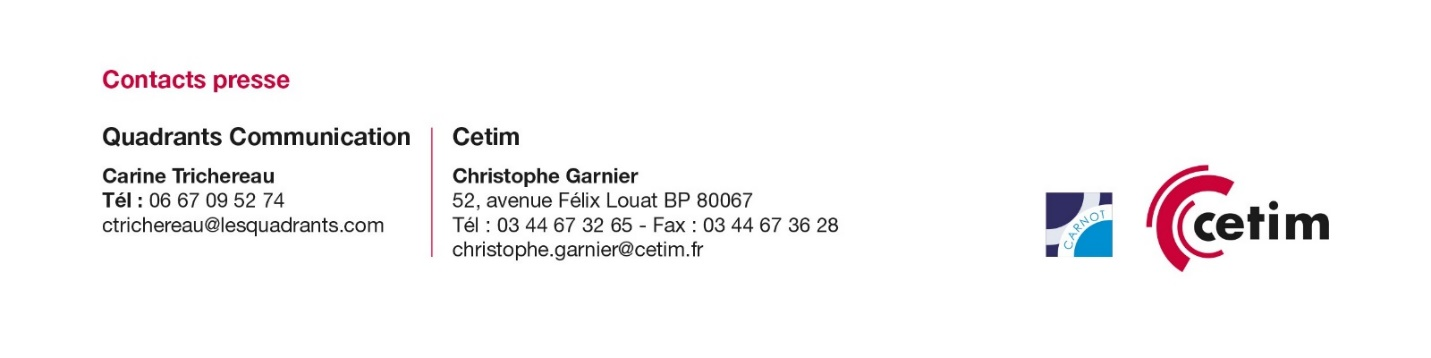 Contacts presse
Quadrants Communication
Carine Trichereau
Tél : 06 67 09 52 74
ctrichereau@lesquadrants.com
Cetim
Christophe Garnier
52, avenue Félix Louat BP 80067
Tél : 03 44 67 32 65 - Fax : 03 44 67 36 28
christophe.garnier@cetim.fr
CARNOT
cetim